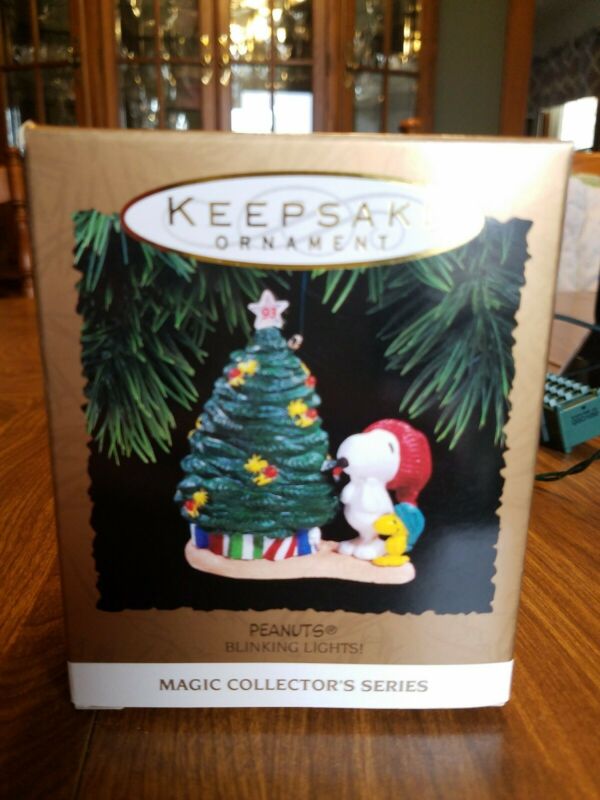 KEEPSAKE
ORNAMENT
93
PEANUTS®
BLINKING LIGHTS!
MAGIC COLLECTOR'S SERIES